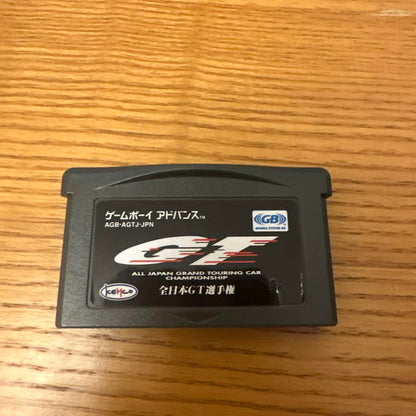 ゲームボーイ アドバンス™
AGB-AGTJ-JPN
GB
MOBILE SYSTEM GB
GT
ALL JAPAN GRAND TOURING CAR
CHAMPIONSHIP
全日本GT選手権
KEMCO